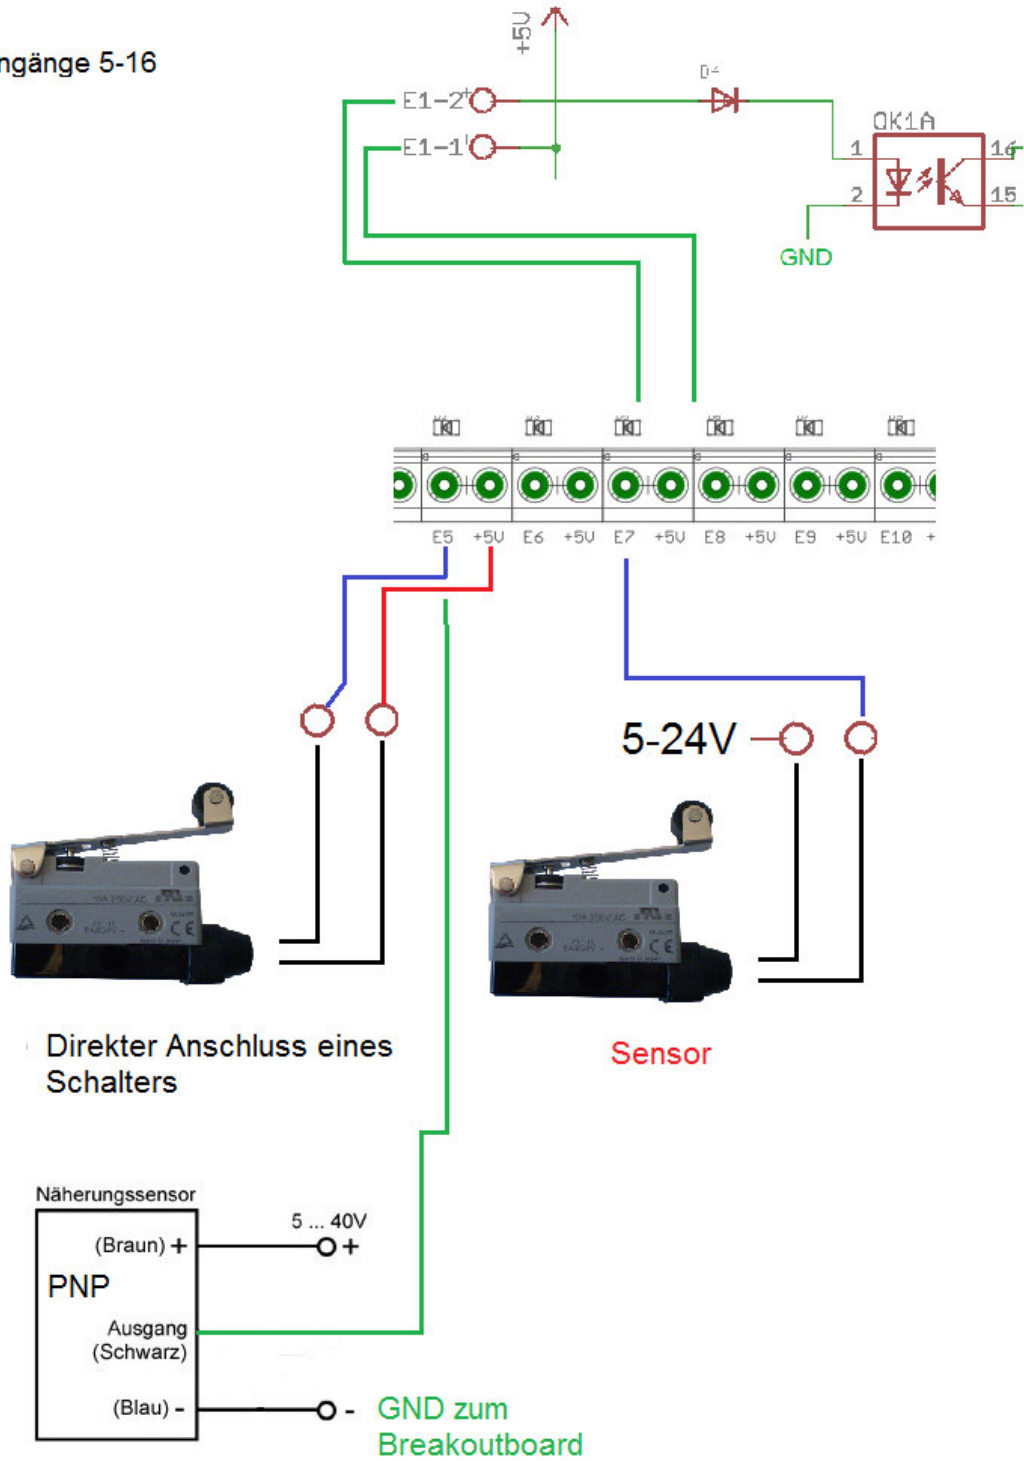 ngänge 5-16
+5V
E1-2
E1-1
D4
OK1A
1
16
2
15
GND
E5 +5V E6 +5V E7 +5V E8 +5V E9 +5V E10 +
5-24V
Direkter Anschluss eines
Schalters
Sensor
Näherungssensor
5 ... 40V
(Braun) +
+
PNP
Ausgang
(Schwarz)
(Blau) -
-
GND zum
Breakoutboard